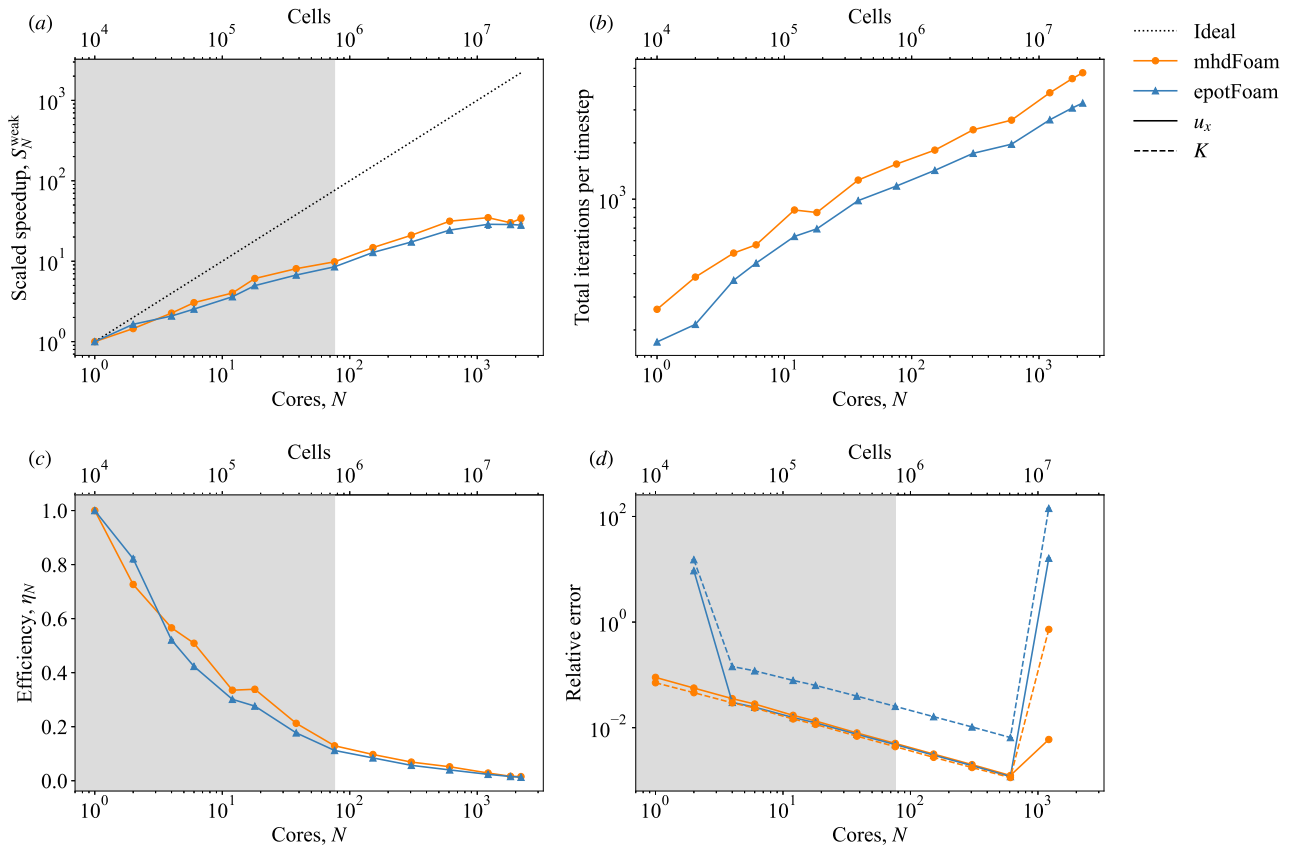 (a)
Cells
10^4 10^5 10^6 10^7
Scaled speedup, S_N^weak
10^3
10^2
10^1
10^0
10^0 10^1 10^2 10^3
Cores, N
(b)
Cells
10^4 10^5 10^6 10^7
Total iterations per timestep
10^3
10^0 10^1 10^2 10^3
Cores, N
Ideal
mhdFoam
epotFoam
u_x
K
(c)
Cells
10^4 10^5 10^6 10^7
Efficiency, η_N
1.0
0.8
0.6
0.4
0.2
0.0
10^0 10^1 10^2 10^3
Cores, N
(d)
Cells
10^4 10^5 10^6 10^7
Relative error
10^2
10^0
10^−2
10^0 10^1 10^2 10^3
Cores, N